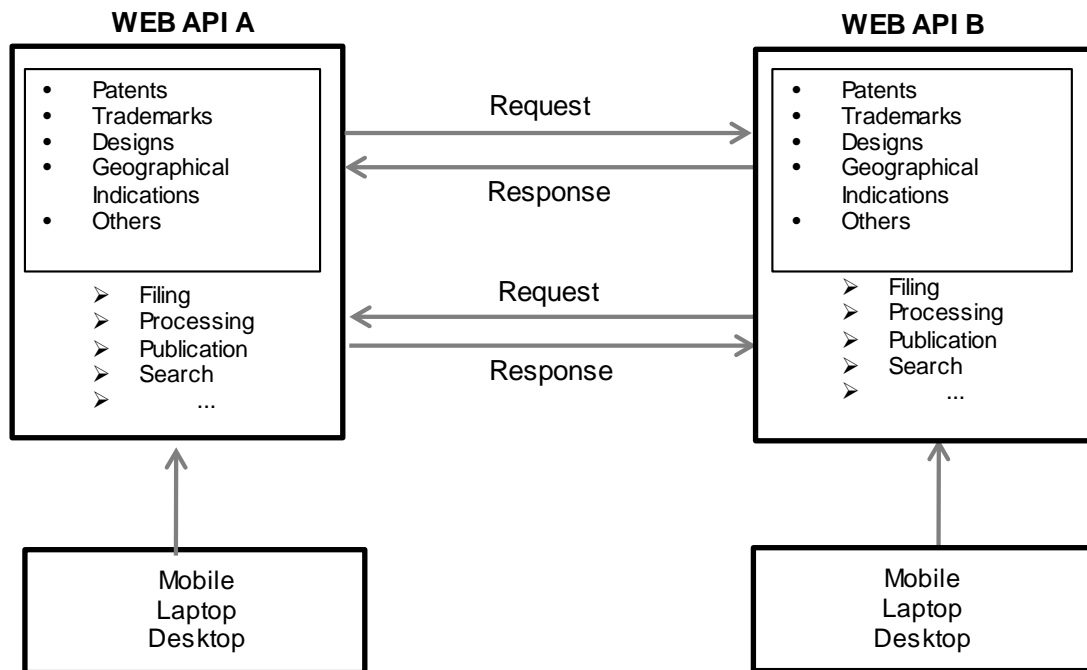 WEB API A
• Patents
• Trademarks
• Designs
• Geographical
Indications
• Others
➢ Filing
➢ Processing
➢ Publication
➢ Search
➢ ...
Request
Response
Request
Response
WEB API B
• Patents
• Trademarks
• Designs
• Geographical
Indications
• Others
➢ Filing
➢ Processing
➢ Publication
➢ Search
➢ ...
Mobile
Laptop
Desktop
Mobile
Laptop
Desktop